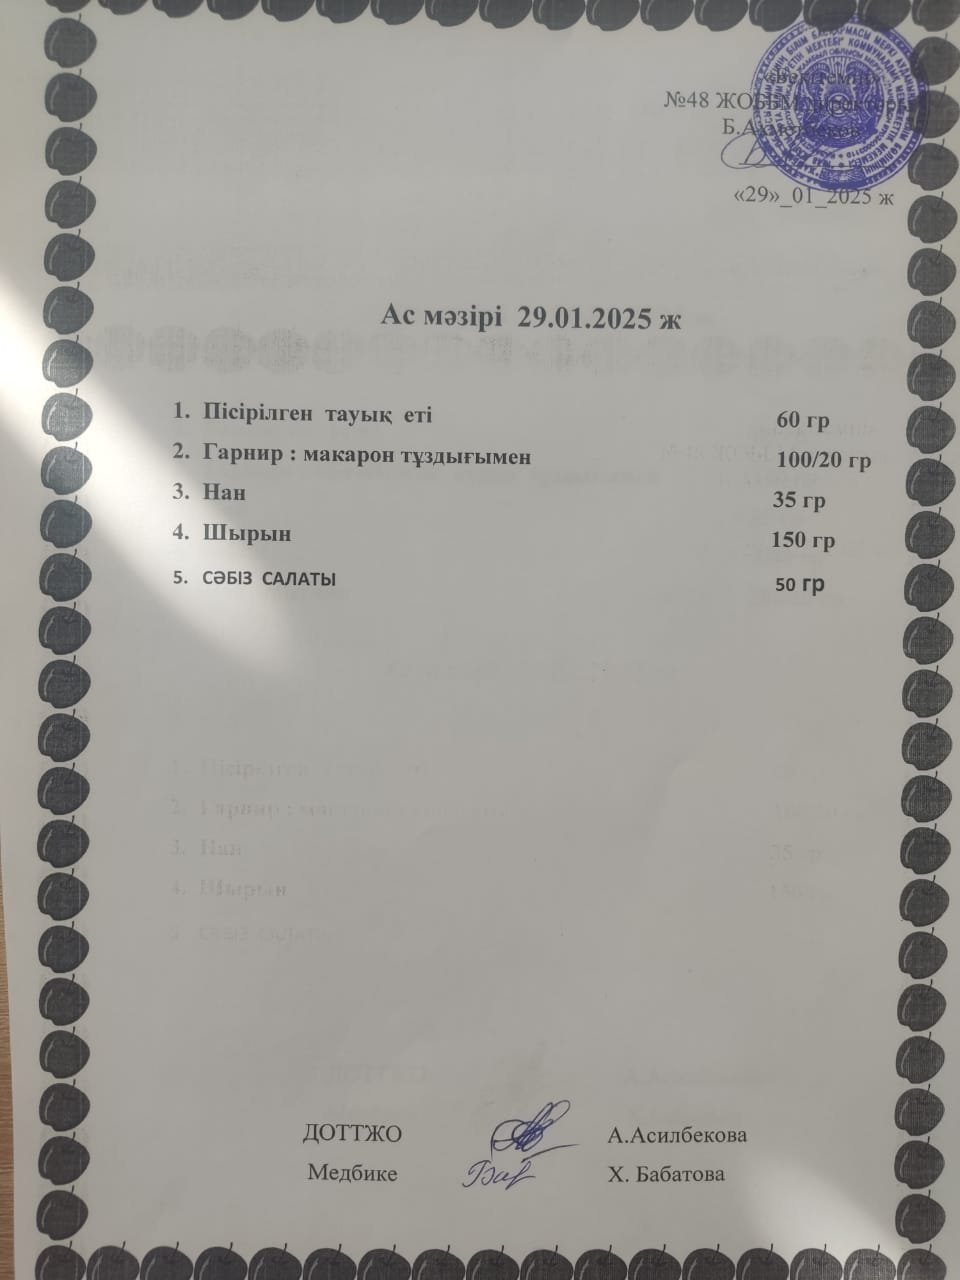 «Бекітемін»
№48 ЖОББМ директоры
Б.Ахметбеков
«29»_01_2025 ж
Ас мәзірі 29.01.2025 ж
1. Пісірілген тауық еті 60 гр
2. Гарнир : макарон тұздығымен 100/20 гр
3. Нан 35 гр
4. Шырын 150 гр
5. СӘБІЗ САЛАТЫ 50 гр
ДОТТЖО А.Асилбекова
Медбике Х. Бабатова